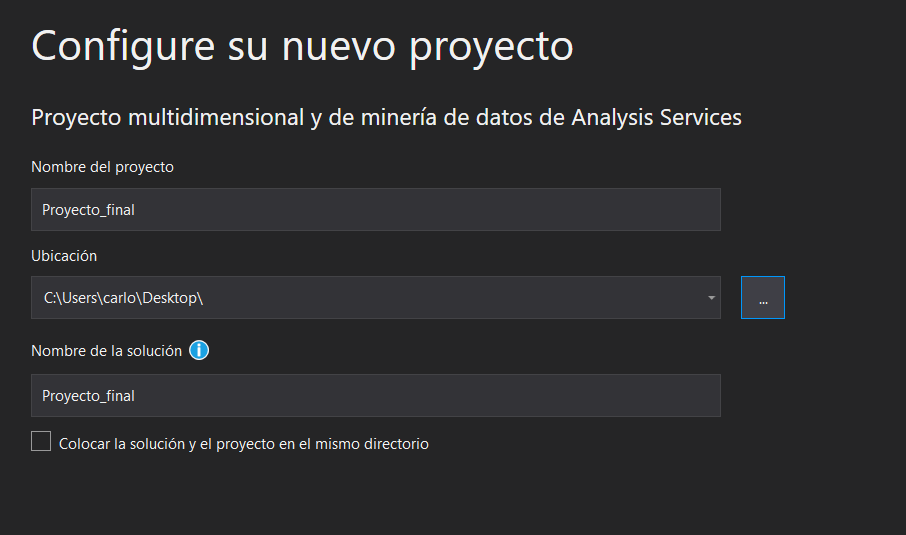 Configure su nuevo proyecto
Proyecto multidimensional y de minería de datos de Analysis Services
Nombre del proyecto
Proyecto_final
Ubicación
C:\Users\carlo\Desktop\
...
Nombre de la solución i
Proyecto_final
Colocar la solución y el proyecto en el mismo directorio